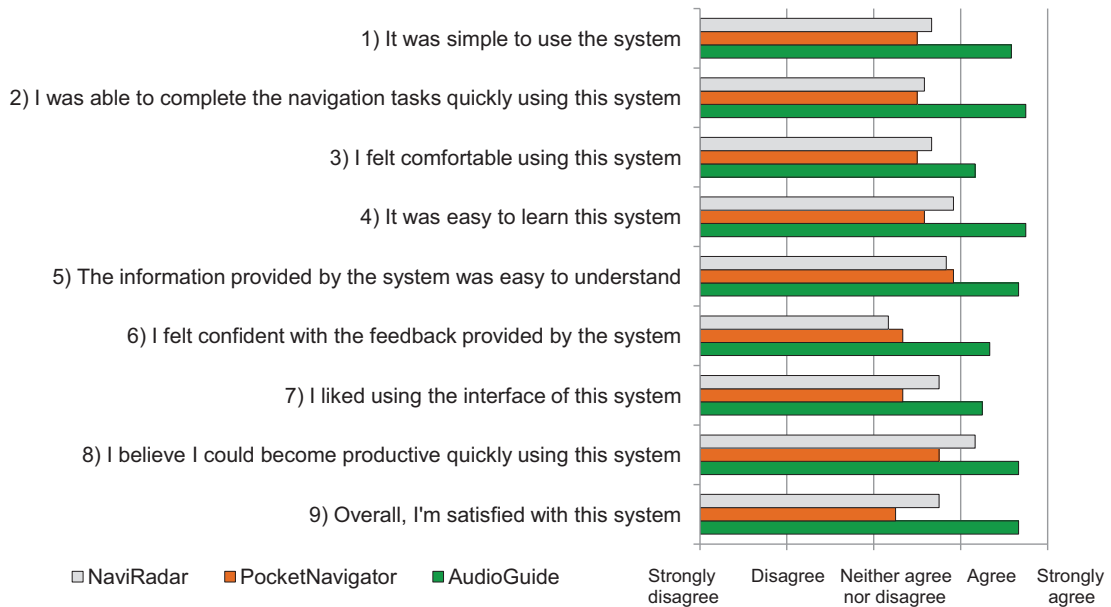 1) It was simple to use the system
2) I was able to complete the navigation tasks quickly using this system
3) I felt comfortable using this system
4) It was easy to learn this system
5) The information provided by the system was easy to understand
6) I felt confident with the feedback provided by the system
7) I liked using the interface of this system
8) I believe I could become productive quickly using this system
9) Overall, I'm satisfied with this system
NaviRadar PocketNavigator AudioGuide
Strongly disagree
Disagree
Neither agree nor disagree
Agree
Strongly agree